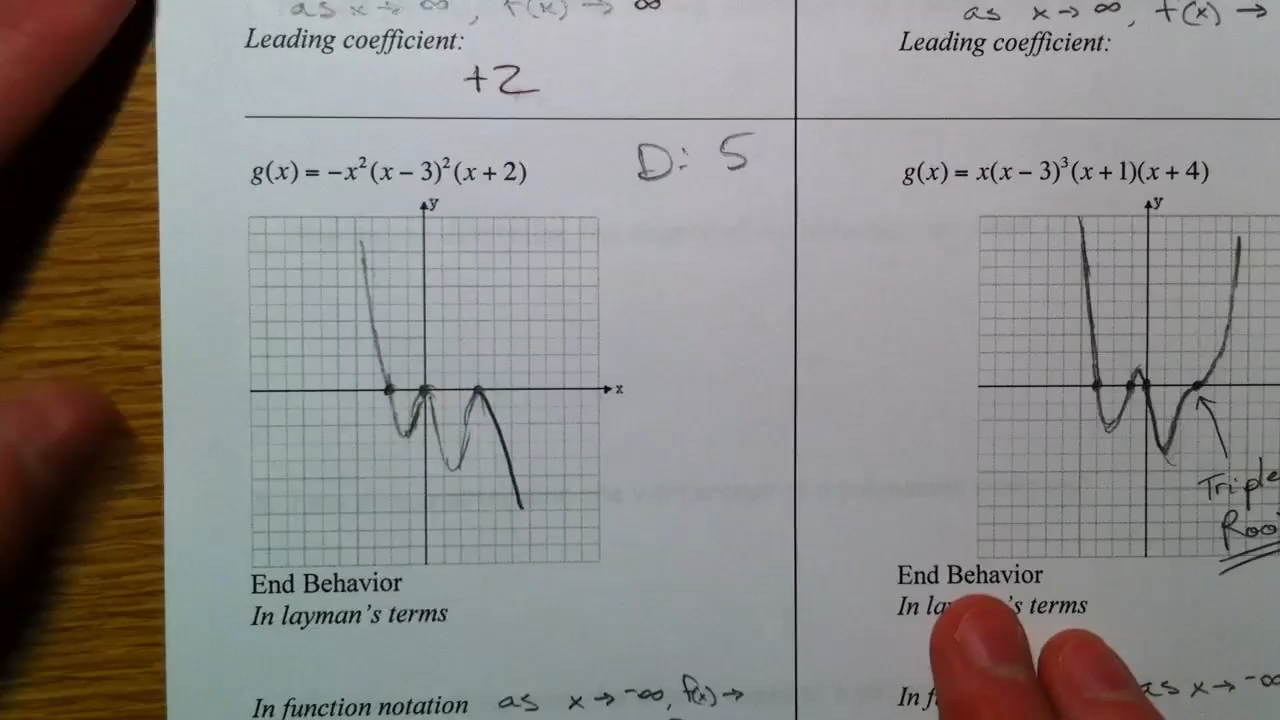 as x → ∞, f(x) → ∞
Leading coefficient:
+2
g(x) = −x²(x − 3)²(x + 2)
D: 5
y
x
End Behavior
In layman's terms
In function notation as x → -∞, f(x) →
as x → ∞, f(x) →
Leading coefficient:
g(x) = x(x − 3)³(x + 1)(x + 4)
y
Triple
Roo
End Behavior
In la 's terms
In f
as x → -∞